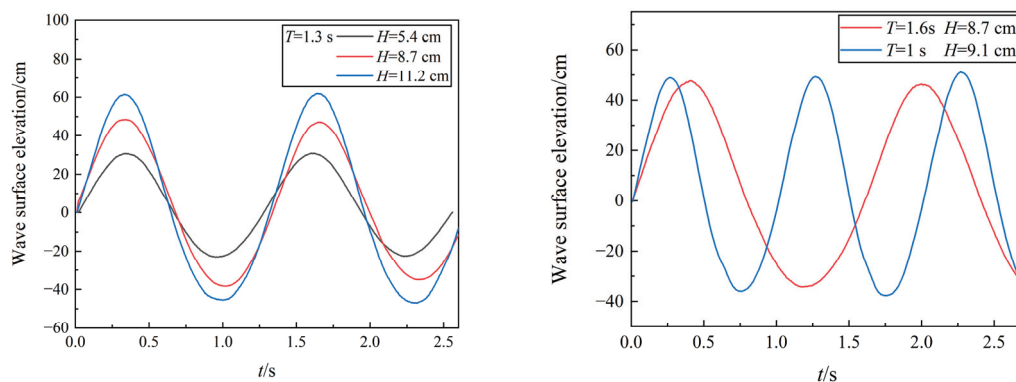 100
80
60
40
20
0
−20
−40
−60
0.0 0.5 1.0 1.5 2.0 2.5
Wave surface elevation/cm
t/s
T=1.3 s H=5.4 cm
H=8.7 cm
H=11.2 cm
60
40
20
0
−20
−40
0.0 0.5 1.0 1.5 2.0 2.5
Wave surface elevation/cm
t/s
T=1.6s H=8.7 cm
T=1 s H=9.1 cm